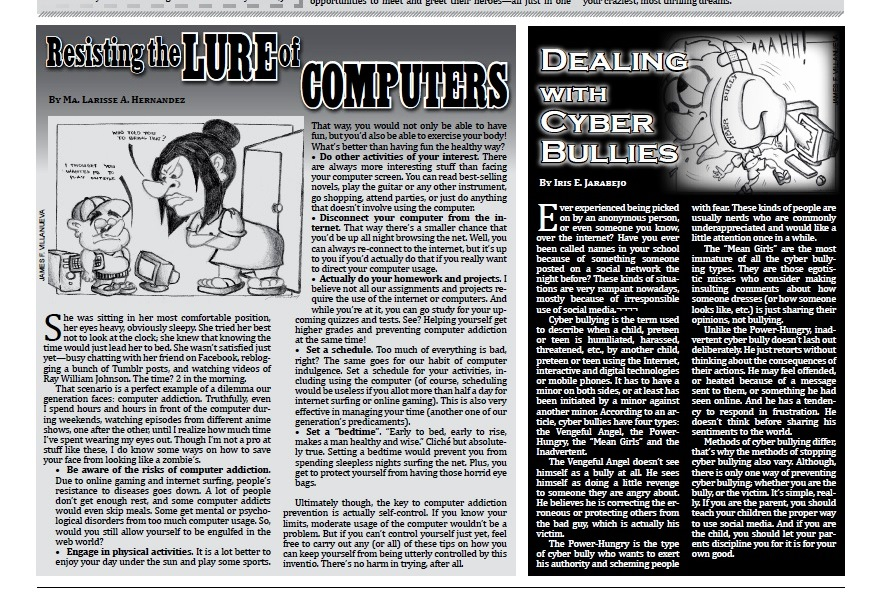 opportunities to meet and greet their heroes—all just in one
your craziest, most thrilling dreams.
Resisting the LURE of
COMPUTERS
BY MA. LARISSE A. HERNANDEZ
WHO TOLD YOU
TO BRING THAT?
I THOUGHT YOU
WANTED ME TO
PLAY OUTSIDE
JAMES F. VILLANUEVA
She was sitting in her most comfortable position,
her eyes heavy, obviously sleepy. She tried her best
not to look at the clock; she knew that knowing the
time would just lead her to bed. She wasn't satisfied just
yet—busy chatting with her friend on Facebook, reblog-
ging a bunch of Tumblr posts, and watching videos of
Ray William Johnson. The time? 2 in the morning.
That scenario is a perfect example of a dilemma our
generation faces: computer addiction. Truthfully, even
I spend hours and hours in front of the computer dur-
ing weekends, watching episodes from different anime
shows, one after the other, until I realize how much time
I've spent wearing my eyes out. Though I'm not a pro at
stuff like these, I do know some ways on how to save
your face from looking like a zombie's.
• Be aware of the risks of computer addiction.
Due to online gaming and internet surfing, people's
resistance to diseases goes down. A lot of people
don't get enough rest, and some computer addicts
would even skip meals. Some get mental or psycho-
logical disorders from too much computer usage. So,
would you still allow yourself to be engulfed in the
web world?
• Engage in physical activities. It is a lot better to
enjoy your day under the sun and play some sports.
That way, you would not only be able to have
fun, but you'd also be able to exercise your body!
What's better than having fun the healthy way?
• Do other activities of your interest. There
are always more interesting stuff than facing
your computer screen. You can read best-selling
novels, play the guitar or any other instrument,
go shopping, attend parties, or just do anything
that doesn't involve using the computer.
• Disconnect your computer from the in-
ternet. That way there's a smaller chance that
you'd be up all night browsing the net. Well, you
can always re-connect to the internet, but it's up
to you if you'd actually do that if you really want
to direct your computer usage.
• Actually do your homework and projects. I
believe not all our assignments and projects re-
quire the use of the internet or computers. And
while you're at it, you can go study for your up-
coming quizzes and tests. See? Helping yourself get
higher grades and preventing computer addiction
at the same time!
• Set a schedule. Too much of everything is bad,
right? The same goes for our habit of computer
indulgence. Set a schedule for your activities, in-
cluding using the computer (of course, scheduling
would be useless if you allot more than half a day for
internet surfing or online gaming). This is also very
effective in managing your time (another one of our
generation's predicaments).
• Set a "bedtime". "Early to bed, early to rise,
makes a man healthy and wise." Cliché but absolute-
ly true. Setting a bedtime would prevent you from
spending sleepless nights surfing the net. Plus, you
get to protect yourself from having those horrid eye
bags.
Ultimately though, the key to computer addiction
prevention is actually self-control. If you know your
limits, moderate usage of the computer wouldn't be a
problem. But if you can't control yourself just yet, feel
free to carry out any (or all) of these tips on how you
can keep yourself from being utterly controlled by this
inventio. There's no harm in trying, after all.
DEALING
WITH
CYBER
BULLIES
BY IRIS E. JARABEJO
AAAHH!
CYBER BULLY
JAMES F. VILLANUEVA
Ever experienced being picked
on by an anonymous person,
or even someone you know,
over the internet? Have you ever
been called names in your school
because of something someone
posted on a social network the
night before? These kinds of situa-
tions are very rampant nowadays,
mostly because of irresponsible
use of social media.
Cyber bullying is the term used
to describe when a child, preteen
or teen is humiliated, harassed,
threatened, etc., by another child,
preteen or teen using the Internet,
interactive and digital technologies
or mobile phones. It has to have a
minor on both sides, or at least has
been initiated by a minor against
another minor. According to an ar-
ticle, cyber bullies have four types:
the Vengeful Angel, the Power-
Hungry, the "Mean Girls" and the
Inadvertent.
The Vengeful Angel doesn't see
himself as a bully at all. He sees
himself as doing a little revenge
to someone they are angry about.
He believes he is correcting the er-
roneous or protecting others from
the bad guy, which is actually his
victim.
The Power-Hungry is the type
of cyber bully who wants to exert
his authority and scheming people
with fear. These kinds of people are
usually nerds who are commonly
underappreciated and would like a
little attention once in a while.
The "Mean Girls" are the most
immature of all the cyber bully-
ing types. They are those egotis-
tic misses who consider making
insulting comments about how
someone dresses (or how someone
looks like, etc.) is just sharing their
opinions, not bullying.
Unlike the Power-Hungry, inad-
vertent cyber bully doesn't lash out
deliberately. He just retorts without
thinking about the consequences of
their actions. He may feel offended,
or heated because of a message
sent to them, or something he had
seen online. And he has a tenden-
cy to respond in frustration. He
doesn't think before sharing his
sentiments to the world.
Methods of cyber bullying differ,
that's why the methods of stopping
cyber bullying also vary. Although,
there is only one way of preventing
cyber bullying; whether you are the
bully, or the victim. It's simple, real-
ly. If you are the parent, you should
teach your children the proper way
to use social media. And if you are
the child, you should let your par-
ents discipline you for it is for your
own good.